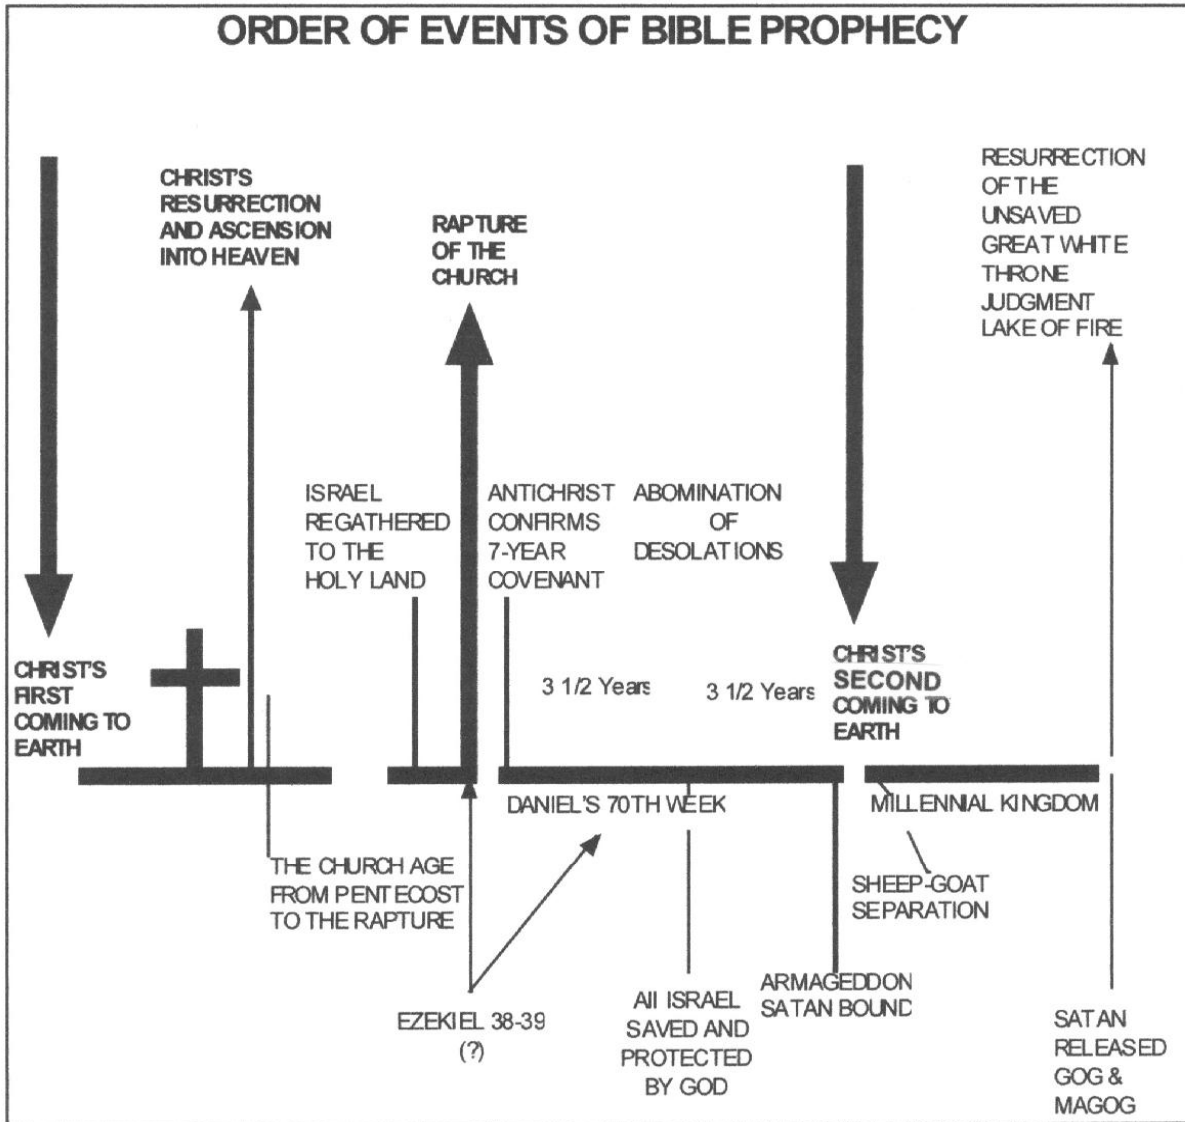 ORDER OF EVENTS OF BIBLE PROPHECY
CHRIST'S
RESURRECTION
AND ASCENSION
INTO HEAVEN
RAPTURE
OF THE
CHURCH
RESURRECTION
OF THE
UNSAVED
GREAT WHITE
THRONE
JUDGMENT
LAKE OF FIRE
ISRAEL
REGATHERED
TO THE
HOLY LAND
ANTICHRIST
CONFIRMS
7-YEAR
COVENANT
ABOMINATION
OF
DESOLATIONS
CHRIST'S
FIRST
COMING TO
EARTH
3 1/2 Years
3 1/2 Years
CHRIST'S
SECOND
COMING TO
EARTH
DANIEL'S 70TH WEEK
MILLENNIAL KINGDOM
THE CHURCH AGE
FROM PENTECOST
TO THE RAPTURE
SHEEP-GOAT
SEPARATION
EZEKIEL 38-39
(?)
All ISRAEL
SAVED AND
PROTECTED
BY GOD
ARMAGEDDON
SATAN BOUND
SATAN
RELEASED
GOG &
MAGOG